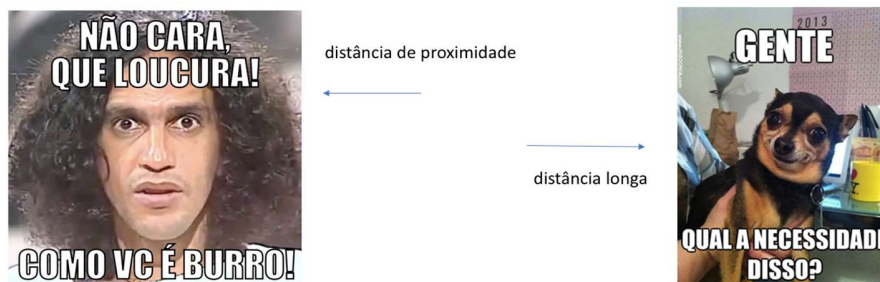 NÃO CARA,
QUE LOUCURA!
COMO VC É BURRO!
distância de proximidade
distância longa
2013
GENTE
QUAL A NECESSIDADE
DISSO?